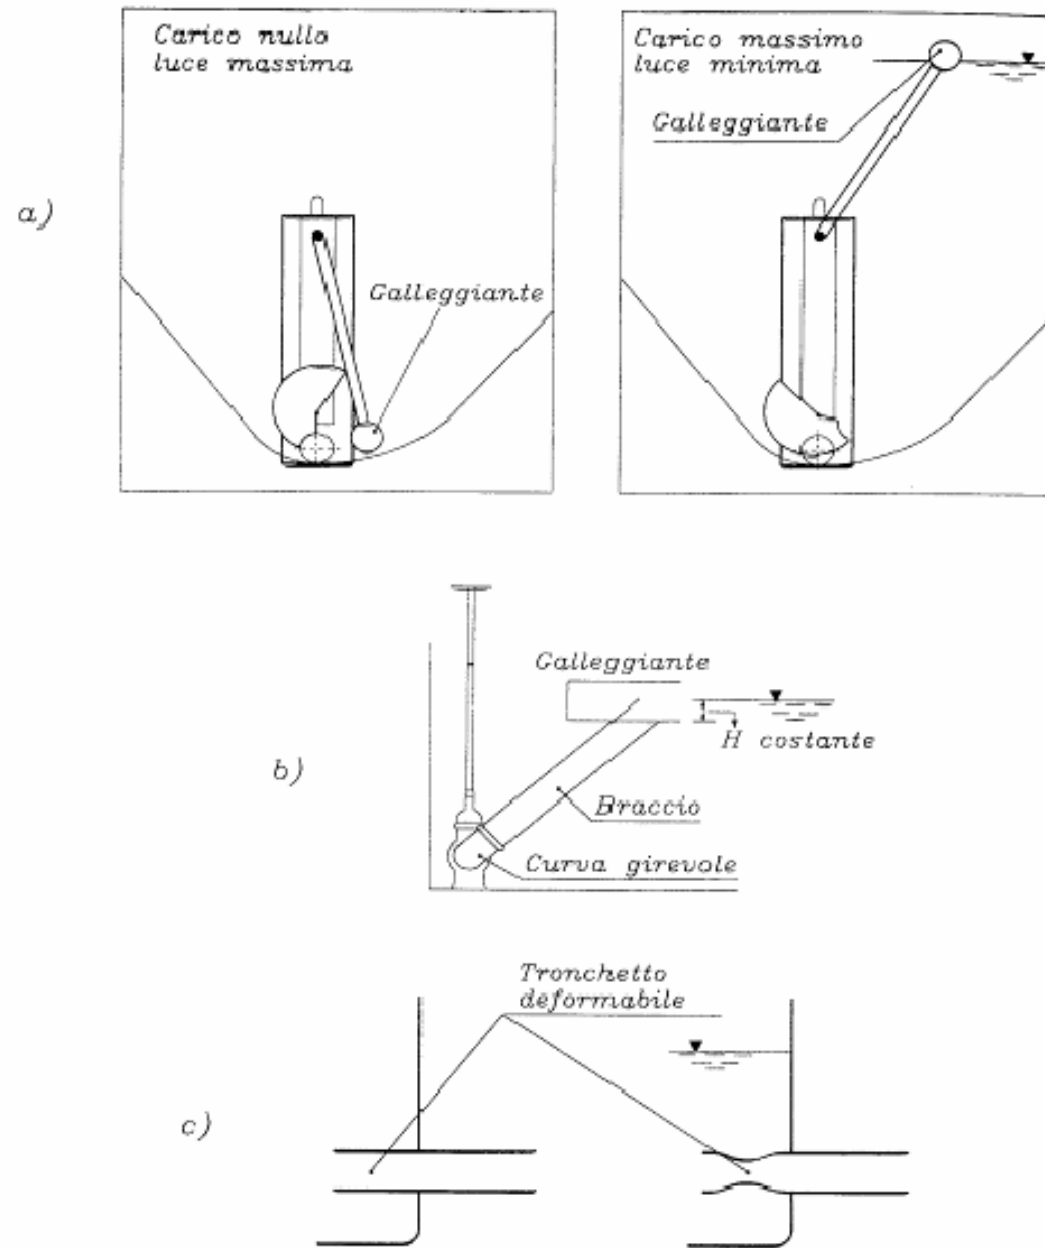 Carico nullo
luce massima
Carico massimo
luce minima
Galleggiante
a)
Galleggiante
Galleggiante
H costante
b)
Braccio
Curva girevole
Tronchetto
deformabile
c)